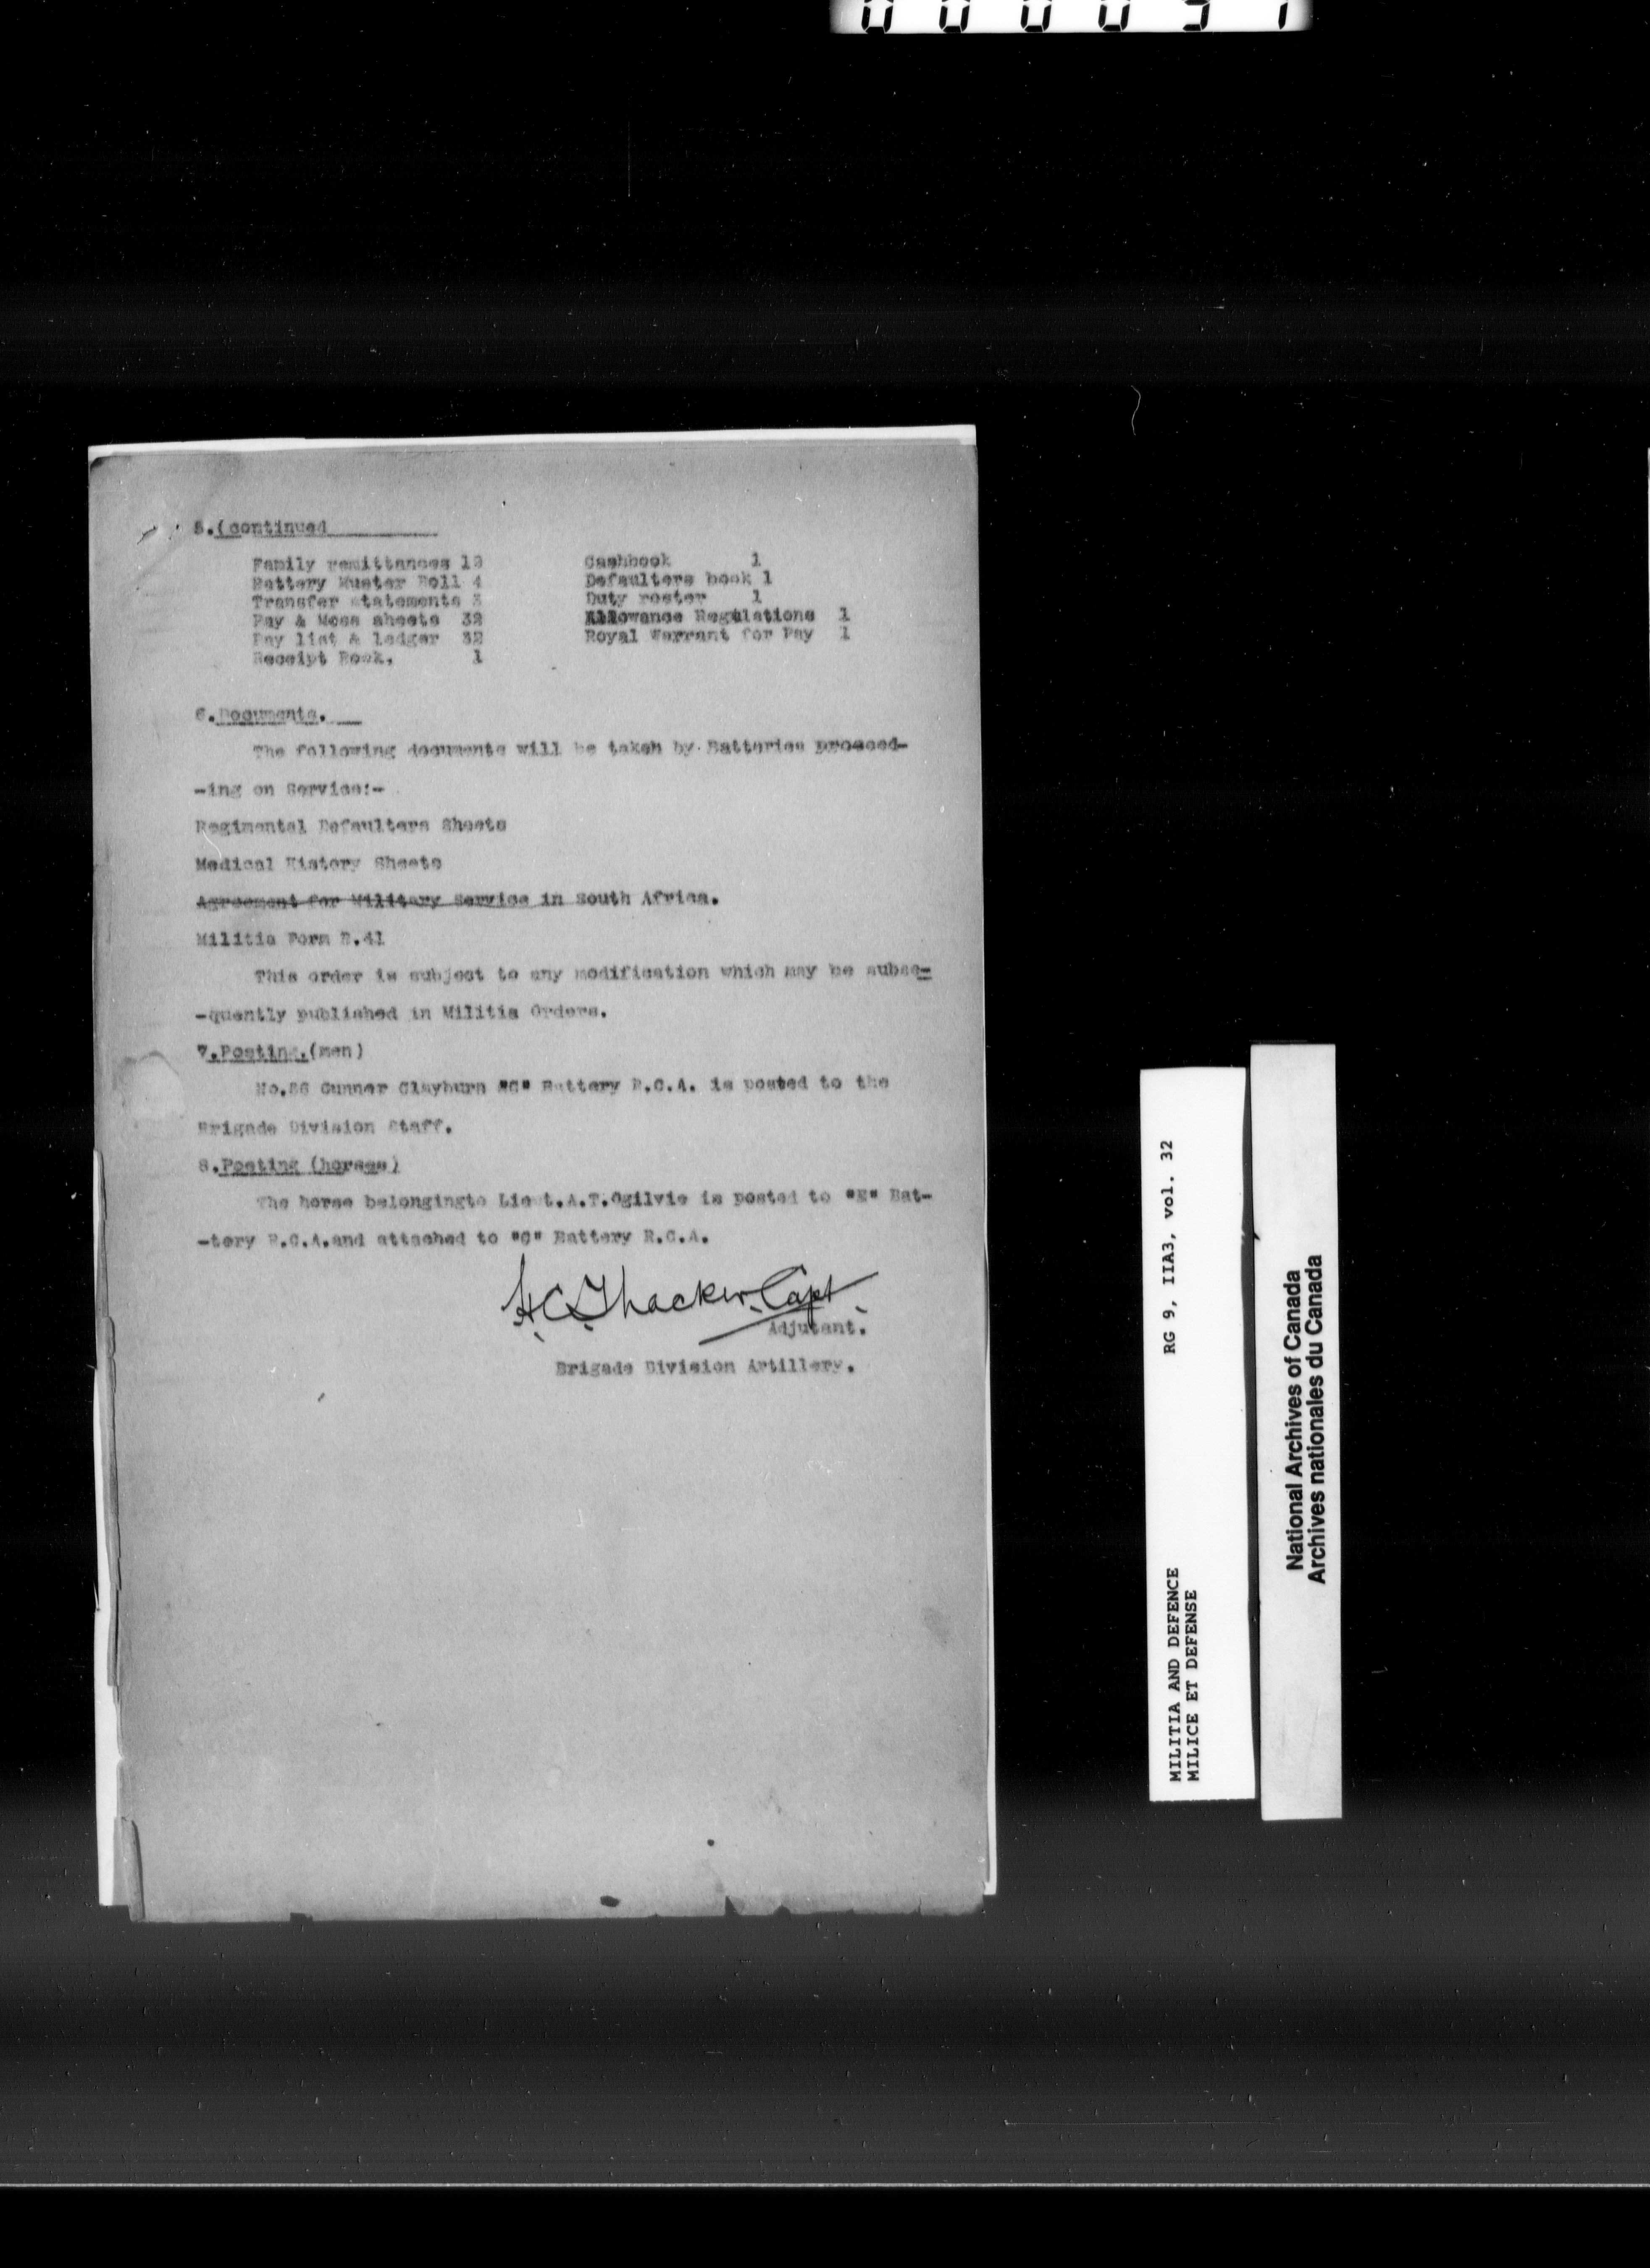 5.(continued
Family remittances 12 Cashbook 1
Battery Muster Roll 4 Defaulters book 1
Transfer statements 3 Duty roster 1
Pay & Mess sheets 32 Allowance Regulations 1
Pay list & ledger 32 Royal Warrant for Pay 1
Receipt Book. 1
6.Documents.
The following documents will be taken by Batteries proceed-
-ing on Service:-
Regimental Defaulters Sheets
Medical History Sheets
Agreement for Military Service in South Africa.
Militia Form B.41
This order is subject to any modification which may be subse-
-quently published in Militia Orders.
7.Posting.(men)
Gunner Clayburn "C" Battery R.C.A. is posted to the
Brigade Division Staff.
8.Posting (horses)
The horse belongingto Lieut.A.T.Ogilvie is posted to "E" Bat-
-tery R.C.A.and attached to "C" Battery R.C.A.
H.C. Thacker, Capt.
Adjutant.
Brigade Division Artillery.
MILITIA AND DEFENCE RG 9, IIA3, vol. 32
MILICE ET DEFENSE
National Archives of Canada
Archives nationales du Canada